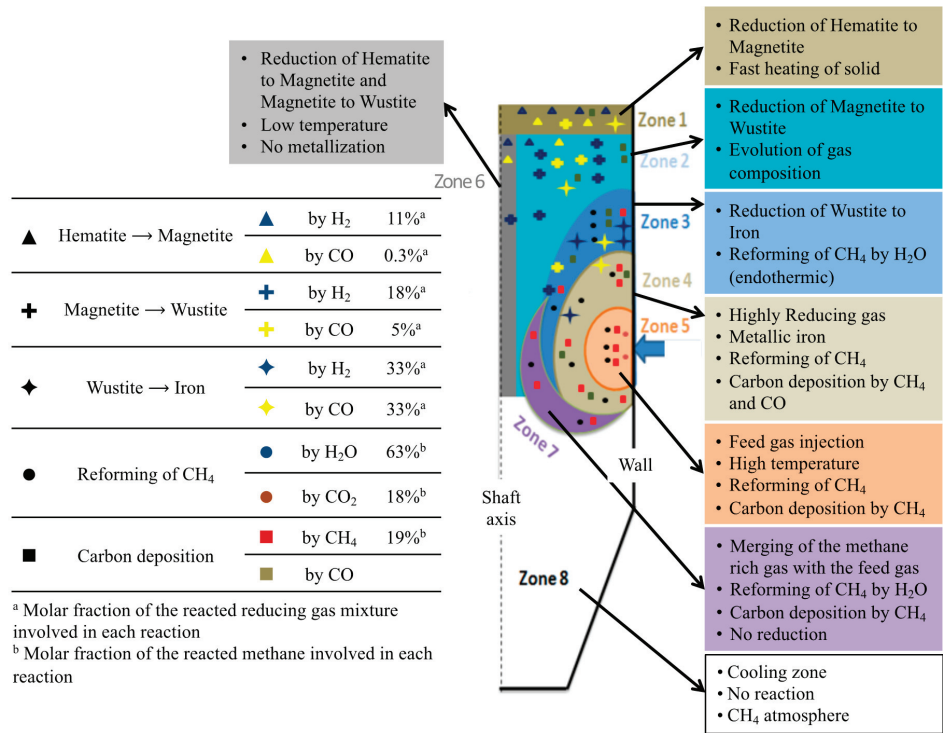 • Reduction of Hematite
to Magnetite and
Magnetite to Wustite
• Low temperature
• No metallization
• Reduction of Hematite to
Magnetite
• Fast heating of solid
• Reduction of Magnetite to
Wustite
• Evolution of gas
composition
• Reduction of Wustite to
Iron
• Reforming of CH₄ by H₂O
(endothermic)
• Highly Reducing gas
• Metallic iron
• Reforming of CH₄
• Carbon deposition by CH₄
and CO
• Feed gas injection
• High temperature
• Reforming of CH₄
• Carbon deposition by CH₄
• Merging of the methane
rich gas with the feed gas
• Reforming of CH₄ by H₂O
• Carbon deposition by CH₄
• No reduction
• Cooling zone
• No reaction
• CH₄ atmosphere
Zone 1
Zone 2
Zone 6
Zone 3
Zone 4
Zone 5
Zone 7
Wall
Shaft
axis
Zone 8
Hematite → Magnetite
by H₂ 11%ᵃ
by CO 0.3%ᵃ
Magnetite → Wustite
by H₂ 18%ᵃ
by CO 5%ᵃ
Wustite → Iron
by H₂ 33%ᵃ
by CO 33%ᵃ
Reforming of CH₄
by H₂O 63%ᵇ
by CO₂ 18%ᵇ
Carbon deposition
by CH₄ 19%ᵇ
by CO
ᵃ Molar fraction of the reacted reducing gas mixture
involved in each reaction
ᵇ Molar fraction of the reacted methane involved in each
reaction